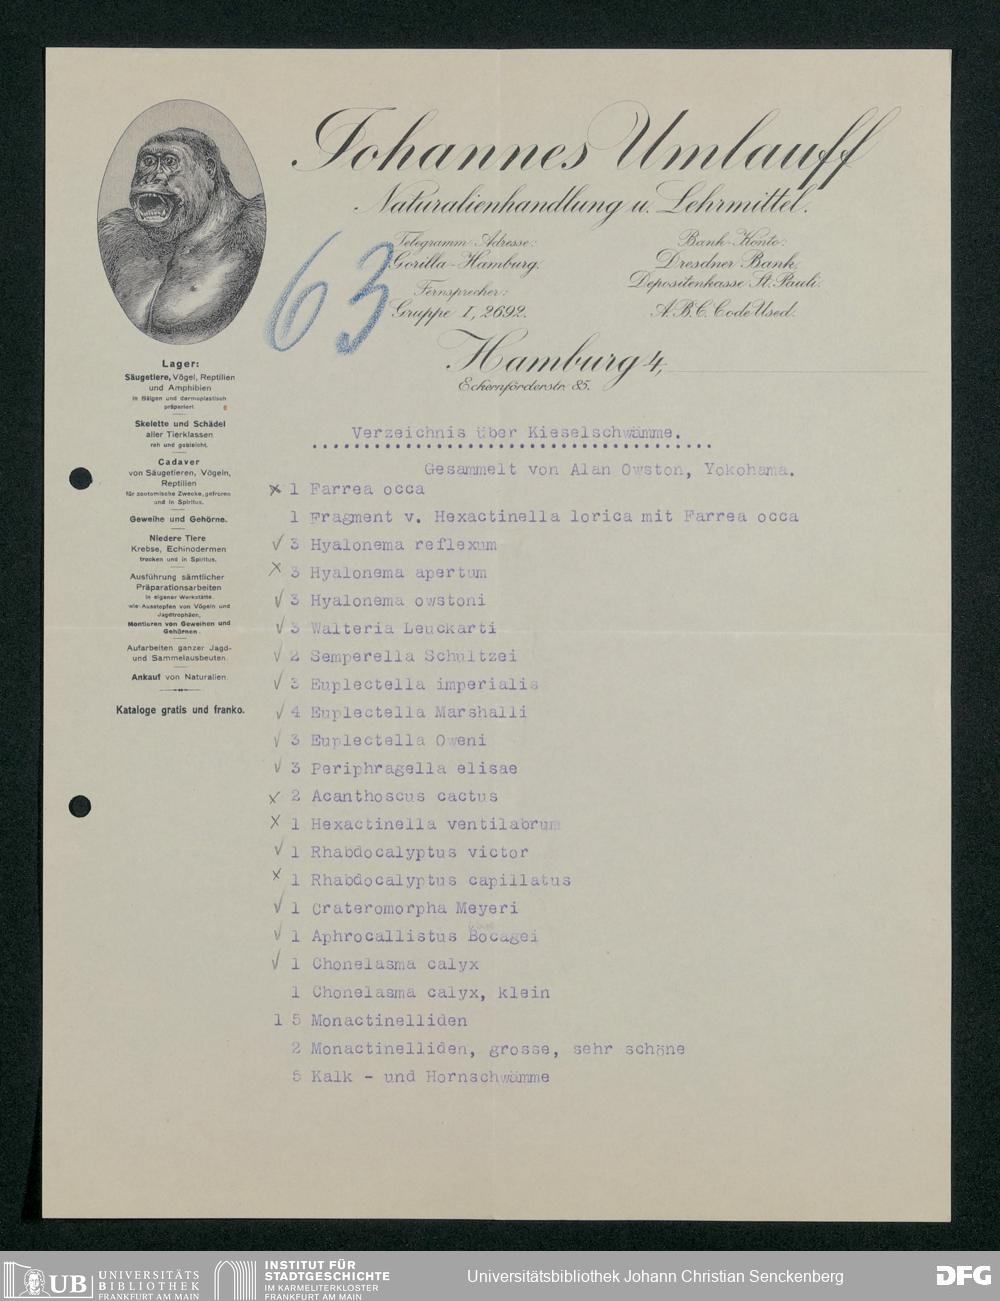 Johannes Umlauff
Naturalienhandlung u. Lehrmittel.
Telegramm-Adresse:
Gorilla-Hamburg.
Fernsprecher:
Gruppe I, 2692.
Bank-Konto:
Dresdner Bank,
Depositenkasse St. Pauli.
A.B.C. Code Used.
63
Hamburg 4,
Eckernförderstr. 85.
Lager:
Säugetiere, Vögel, Reptilien
und Amphibien
in Bälgen und dermoplastisch
präpariert.
Skelette und Schädel
aller Tierklassen
roh und gebleicht.
Cadaver
von Säugetieren, Vögeln,
Reptilien
für zootomische Zwecke, gefroren
und in Spiritus.
Geweihe und Gehörne.
Niedere Tiere
Krebse, Echinodermen
trocken und in Spiritus.
Ausführung sämtlicher
Präparationsarbeiten
in eigener Werkstätte.
wie Ausstopfen von Vögeln und
Jagdtrophäen,
Montieren von Geweihen und
Gehörnen.
Aufarbeiten ganzer Jagd-
und Sammelausbeuten.
Ankauf von Naturalien.
Kataloge gratis und franko.
Verzeichnis über Kieselschwämme.
Gesammelt von Alan Owston, Yokohama.
x 1 Farrea occa
1 Fragment v. Hexactinella lorica mit Farrea occa
✓ 3 Hyalonema reflexum
x 3 Hyalonema apertum
✓ 3 Hyalonema owstoni
✓ 3 Walteria Leuckarti
✓ 2 Semperella Schultzei
✓ 3 Euplectella imperialis
✓ 4 Euplectella Marshalli
✓ 3 Euplectella Oweni
✓ 3 Periphragella elisae
x 2 Acanthoscus cactus
x 1 Hexactinella ventilabrum
✓ 1 Rhabdocalyptus victor
x 1 Rhabdocalyptus capillatus
✓ 1 Crateromorpha Meyeri
✓ 1 Aphrocallistus Bocagei
✓ 1 Chonelasma calyx
1 Chonelasma calyx, klein
15 Monactinelliden
2 Monactinelliden, grosse, sehr schöne
5 Kalk - und Hornschwämme
UB UNIVERSITÄTS
BIBLIOTHEK
FRANKFURT AM MAIN
INSTITUT FÜR
STADTGESCHICHTE
IM KARMELITERKLOSTER
FRANKFURT AM MAIN
Universitätsbibliothek Johann Christian Senckenberg
DFG